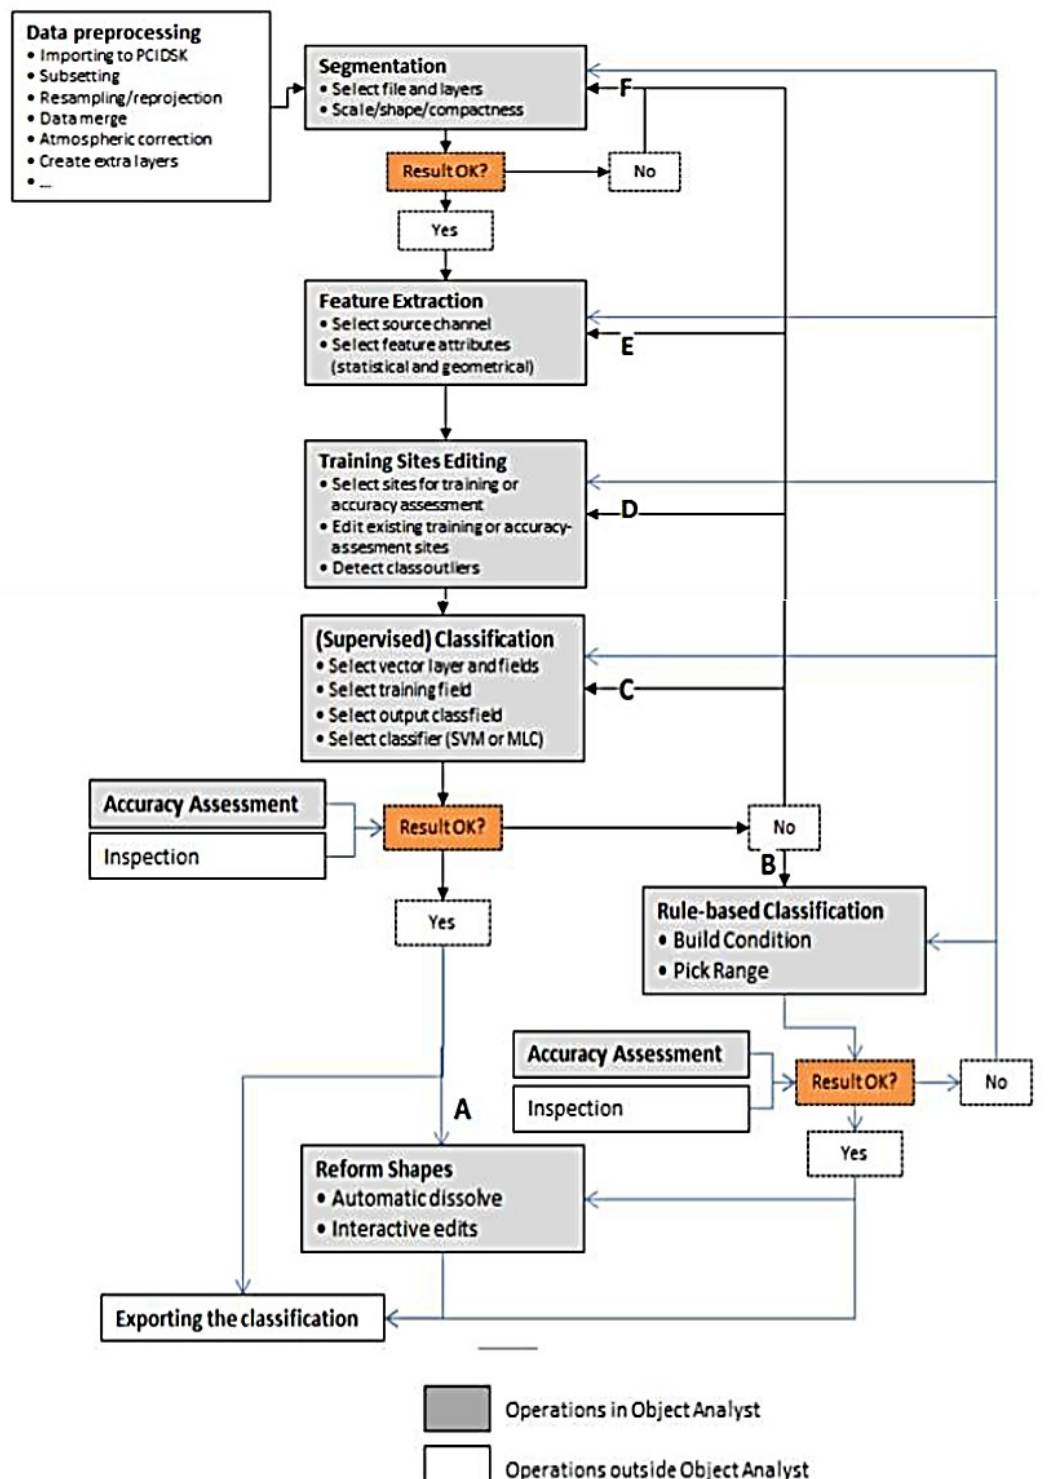 Data preprocessing
• Importing to PCIDSK
• Subsetting
• Resampling/reprojection
• Data merge
• Atmospheric correction
• Create extra layers
• ...
Segmentation
• Select file and layers
• Scale/shape/compactness
F
Result OK?
No
Yes
Feature Extraction
• Select source channel
• Select feature attributes
(statistical and geometrical)
E
Training Sites Editing
• Select sites for training or
accuracy assessment
• Edit existing training or accuracy-
assesment sites
• Detect classoutliers
D
(Supervised) Classification
• Select vector layer and fields
• Select training field
• Select output classfield
• Select classifier (SVM or MLC)
C
Accuracy Assessment
Inspection
Result OK?
No
B
Yes
Rule-based Classification
• Build Condition
• Pick Range
Accuracy Assessment
Inspection
Result OK?
No
Yes
A
Reform Shapes
• Automatic dissolve
• Interactive edits
Exporting the classification
Operations in Object Analyst
Operations outside Object Analyst